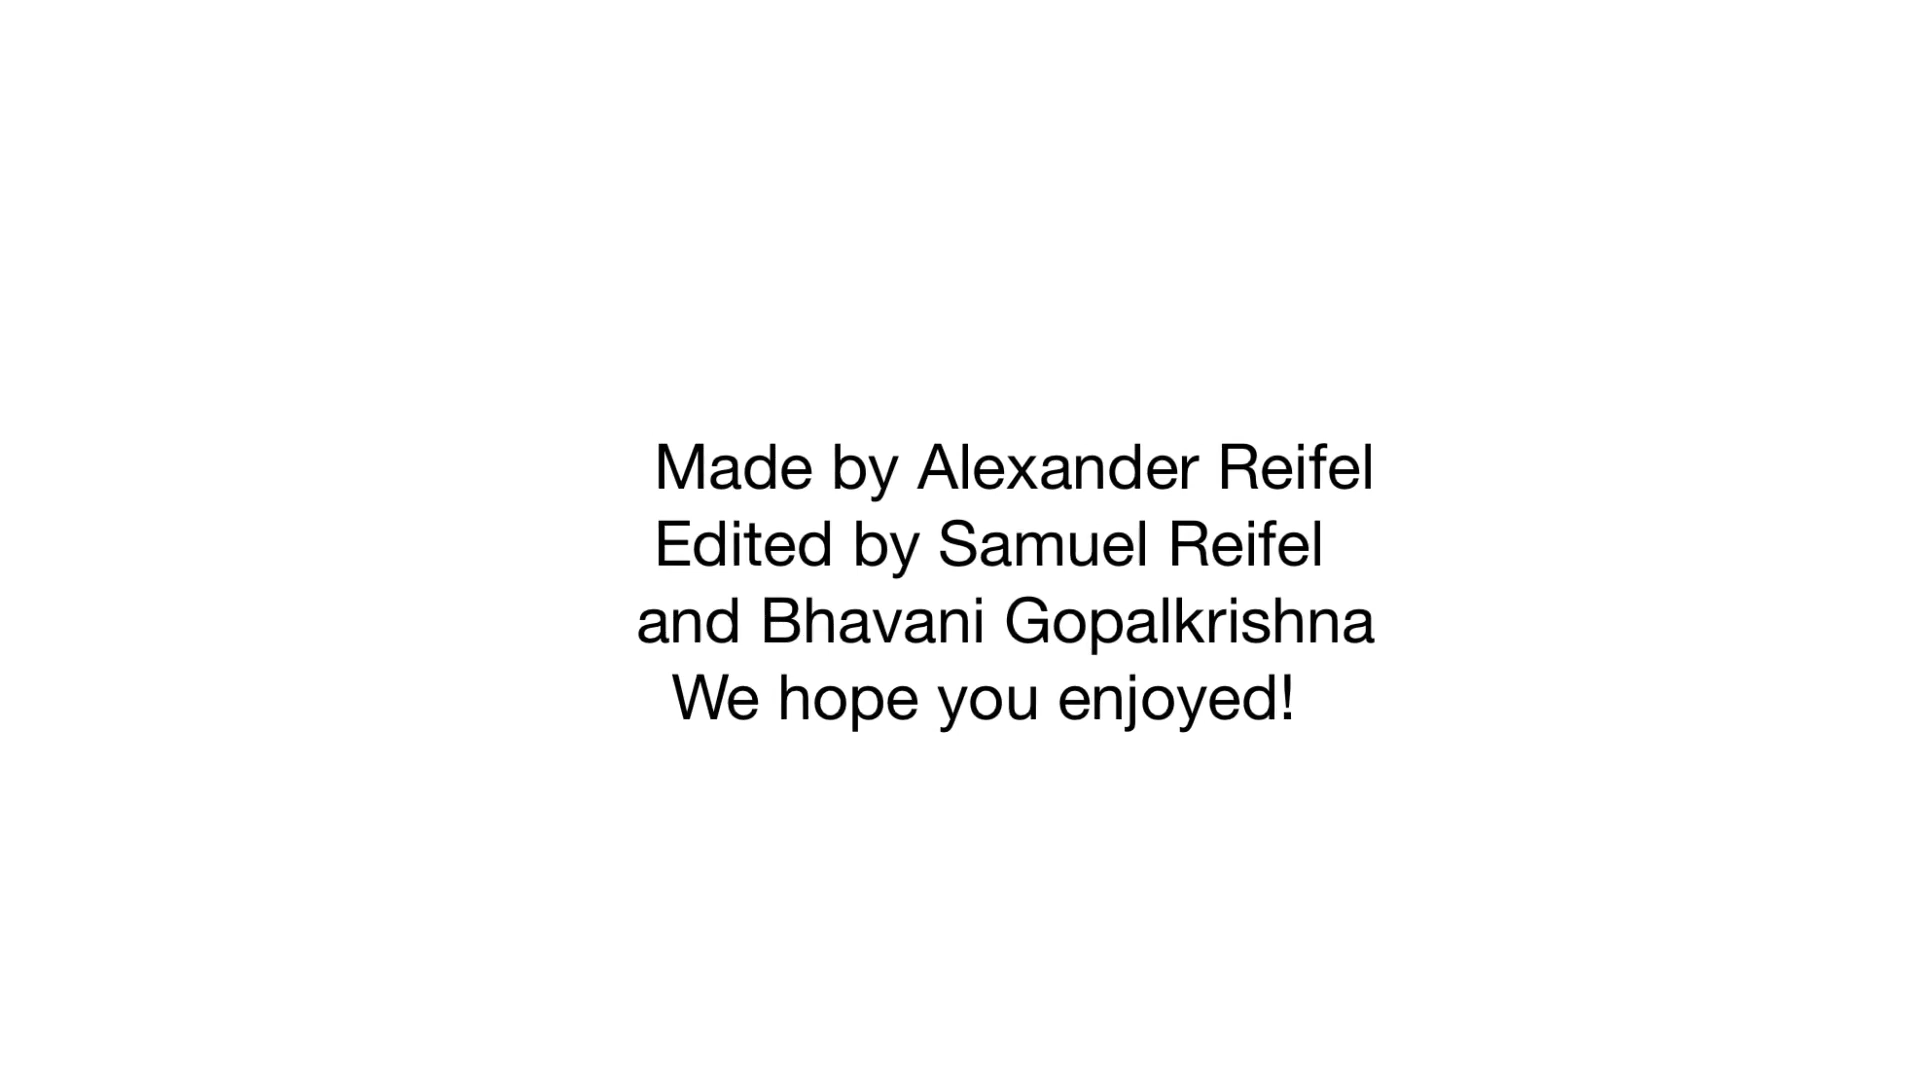 Made by Alexander Reifel
Edited by Samuel Reifel
and Bhavani Gopalkrishna
We hope you enjoyed!